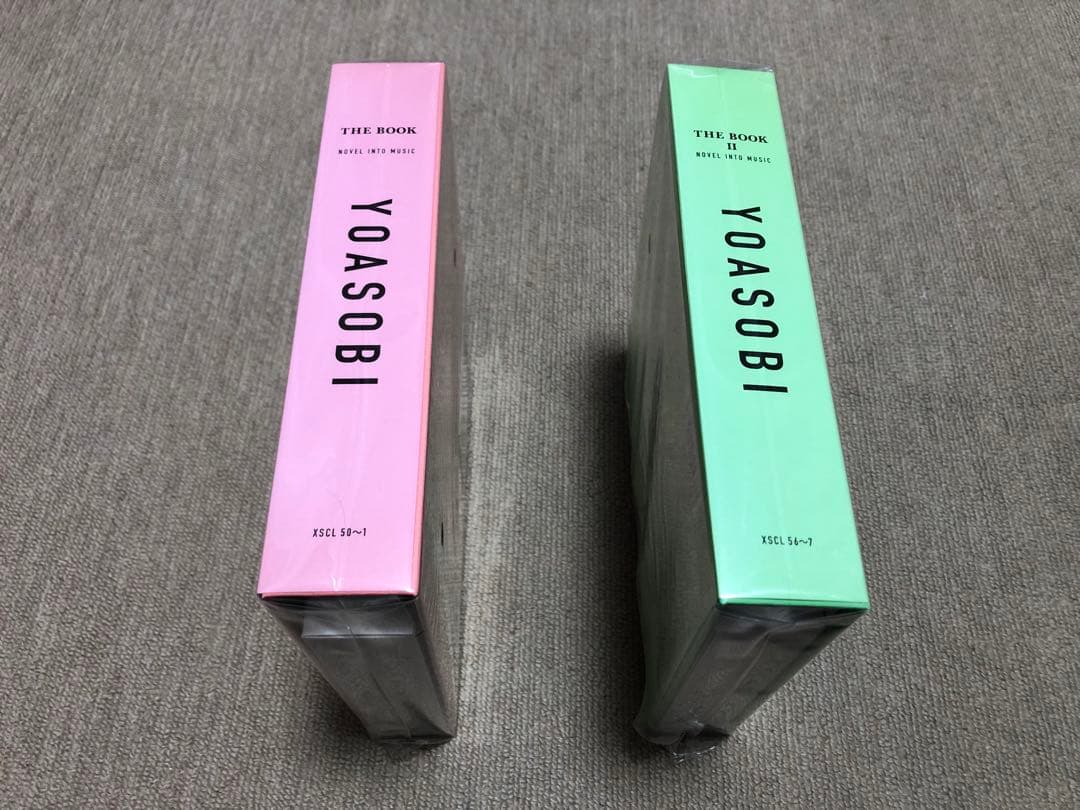 THE BOOK
NOVEL INTO MUSIC
YOASOBI
XSCL 50〜1
THE BOOK
II
NOVEL INTO MUSIC
YOASOBI
XSCL 56〜7